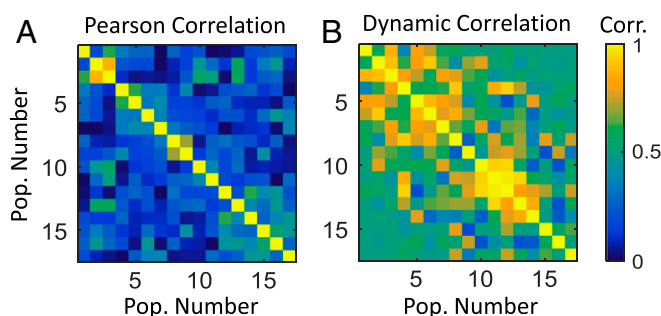 A Pearson Correlation
B Dynamic Correlation
Corr.
Pop. Number
5
10
15
5 10 15
Pop. Number
5
10
15
5 10 15
Pop. Number
1
0.5
0